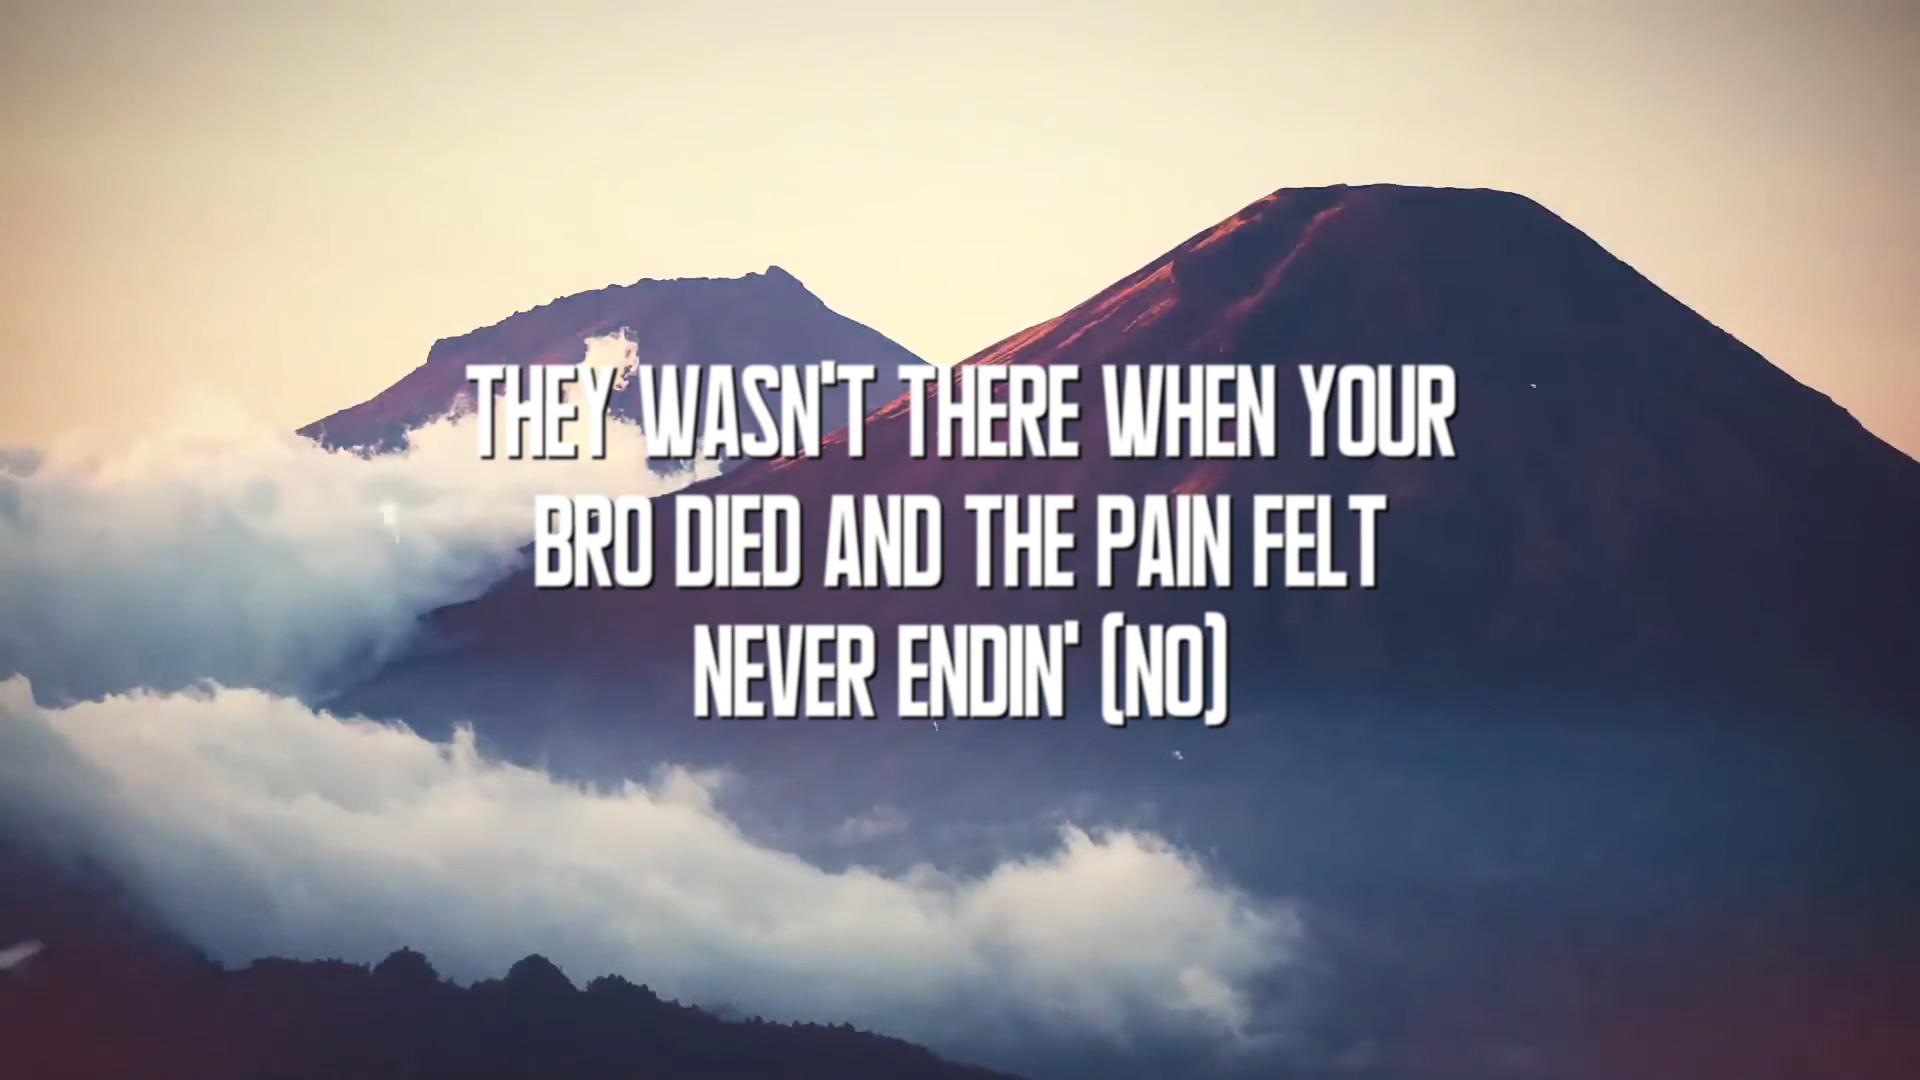 THEY WASN'T THERE WHEN YOUR
BRO DIED AND THE PAIN FELT
NEVER ENDIN' (NO)